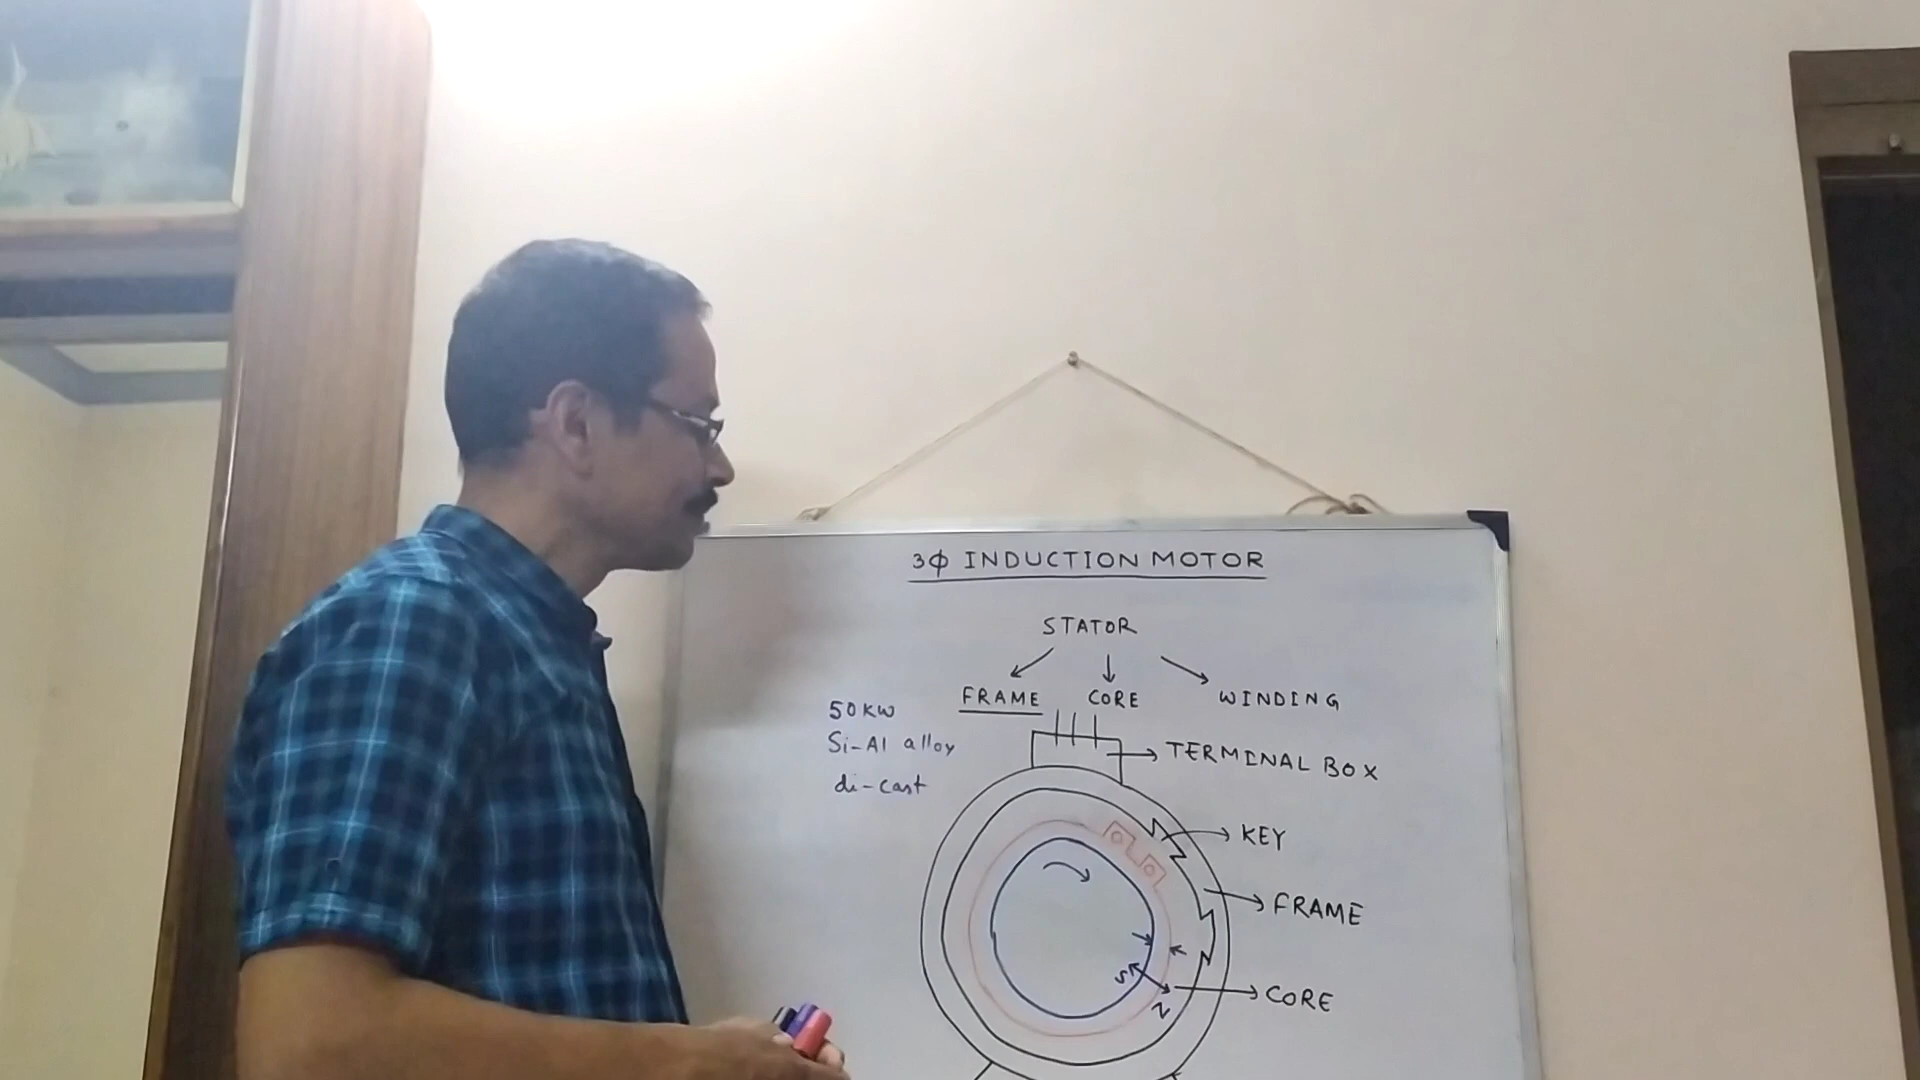 3φ INDUCTION MOTOR
STATOR
FRAME CORE WINDING
50KW
Si-Al alloy
di-cast
TERMINAL BOX
KEY
FRAME
CORE
S
N